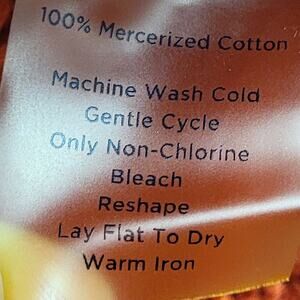 100% Mercerized Cotton
Machine Wash Cold
Gentle Cycle
Only Non-Chlorine
Bleach
Reshape
Lay Flat To Dry
Warm Iron